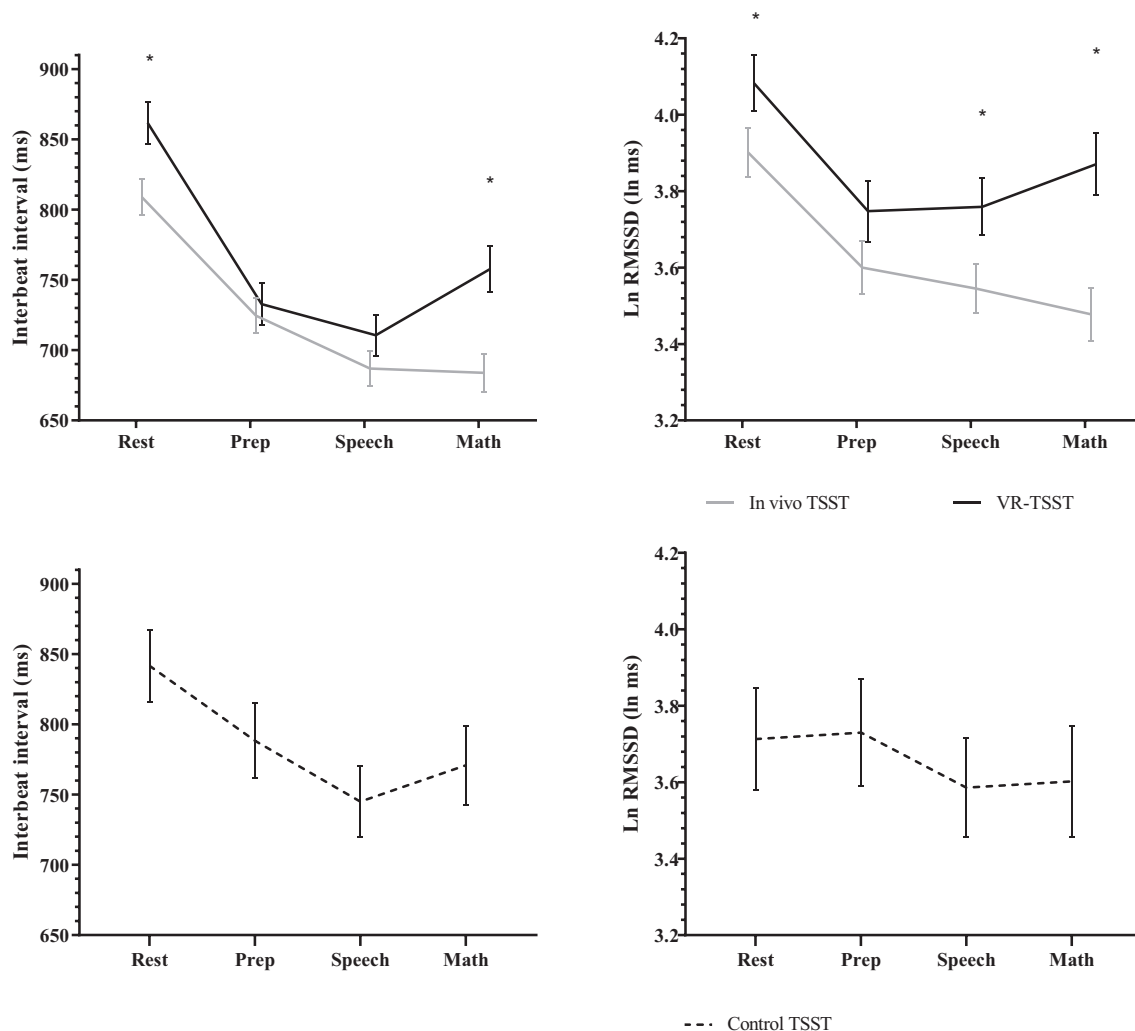 *
*
*
*
*
Interbeat interval (ms)
900
850
800
750
700
650
Rest Prep Speech Math
Ln RMSSD (ln ms)
4.2
4.0
3.8
3.6
3.4
3.2
Rest Prep Speech Math
In vivo TSST VR-TSST
Interbeat interval (ms)
900
850
800
750
700
650
Rest Prep Speech Math
Ln RMSSD (ln ms)
4.2
4.0
3.8
3.6
3.4
3.2
Rest Prep Speech Math
Control TSST